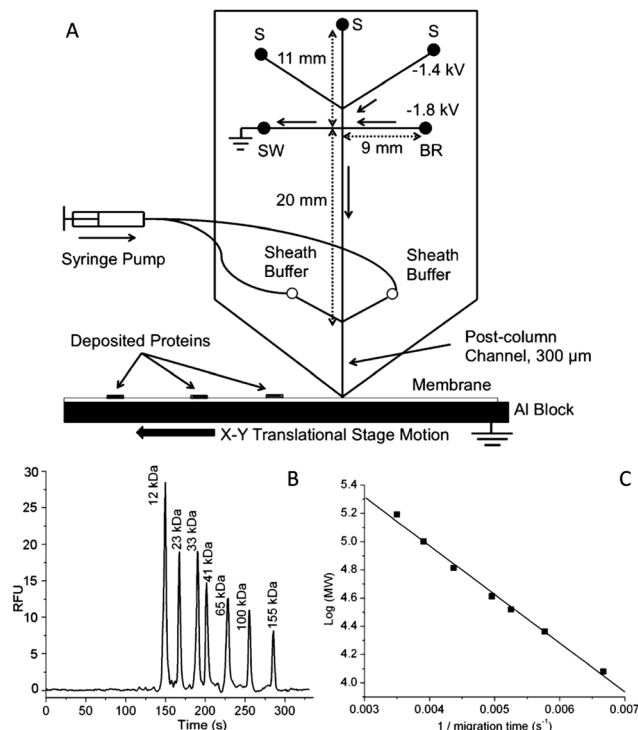 A
S
S
S
11 mm
-1.4 kV
-1.8 kV
SW
9 mm
BR
20 mm
Syringe Pump
Sheath
Buffer
Sheath
Buffer
Deposited Proteins
Post-column
Channel, 300 µm
Membrane
Al Block
X-Y Translational Stage Motion
B
30
25
20
15
10
5
0
RFU
12 kDa
23 kDa
33 kDa
41 kDa
65 kDa
100 kDa
155 kDa
0 50 100 150 200 250 300
Time (s)
C
5.4
5.2
5.0
4.8
4.6
4.4
4.2
4.0
Log (MW)
0.003 0.004 0.005 0.006 0.007
1 / migration time (s⁻¹)